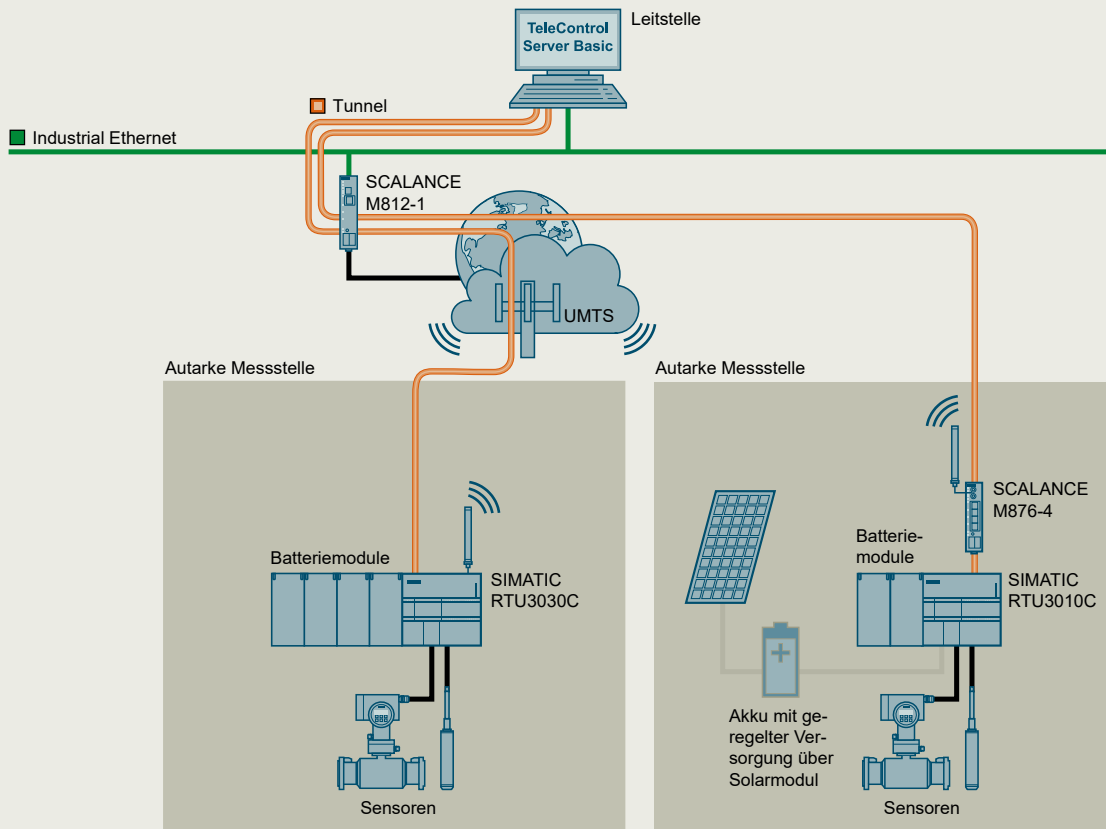 TeleControl
Server Basic
Leitstelle
Tunnel
Industrial Ethernet
SCALANCE
M812-1
UMTS
Autarke Messstelle
Autarke Messstelle
SCALANCE
M876-4
Batteriemodule
SIMATIC
RTU3030C
Batterie-
module
SIMATIC
RTU3010C
Akku mit ge-
regelter Ver-
sorgung über
Solarmodul
Sensoren
Sensoren